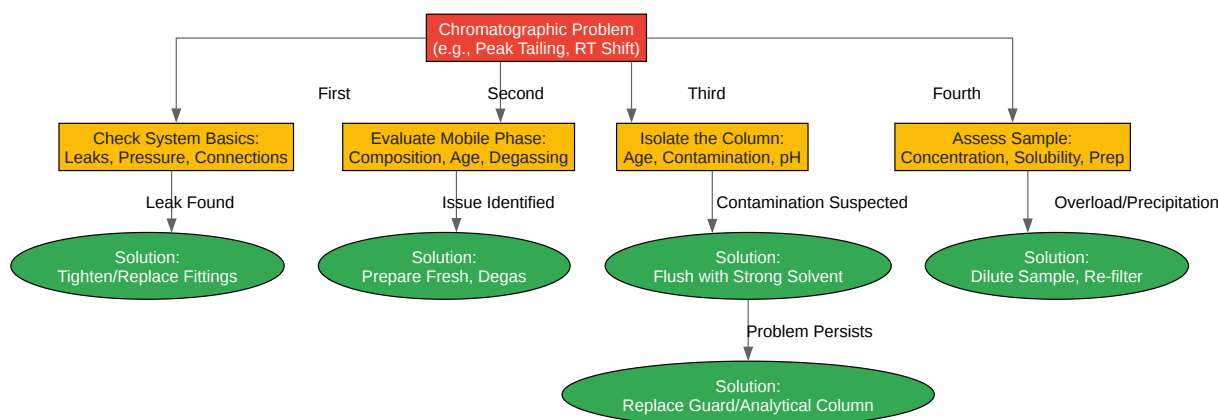 Chromatographic Problem
(e.g., Peak Tailing, RT Shift)
First
Second
Third
Fourth
Check System Basics:
Leaks, Pressure, Connections
Evaluate Mobile Phase:
Composition, Age, Degassing
Isolate the Column:
Age, Contamination, pH
Assess Sample:
Concentration, Solubility, Prep
Leak Found
Issue Identified
Contamination Suspected
Overload/Precipitation
Solution:
Tighten/Replace Fittings
Solution:
Prepare Fresh, Degas
Solution:
Flush with Strong Solvent
Solution:
Dilute Sample, Re-filter
Problem Persists
Solution:
Replace Guard/Analytical Column